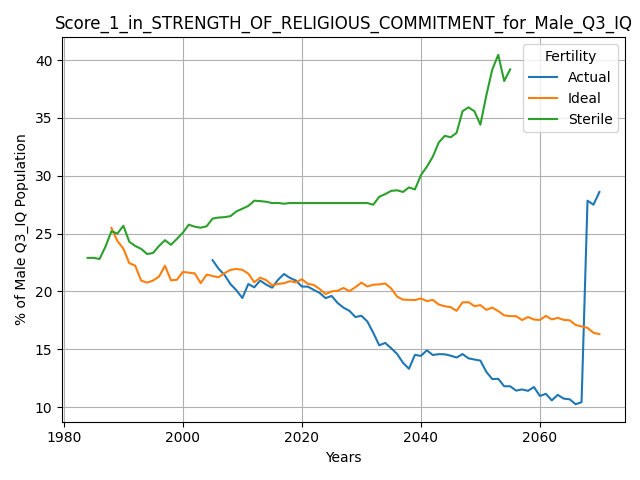 Score_1_in_STRENGTH_OF_RELIGIOUS_COMMITMENT_for_Male_Q3_IQ
Fertility
Actual
Ideal
Sterile
% of Male Q3_IQ Population
40
35
30
25
20
15
10
1980
2000
2020
2040
2060
Years